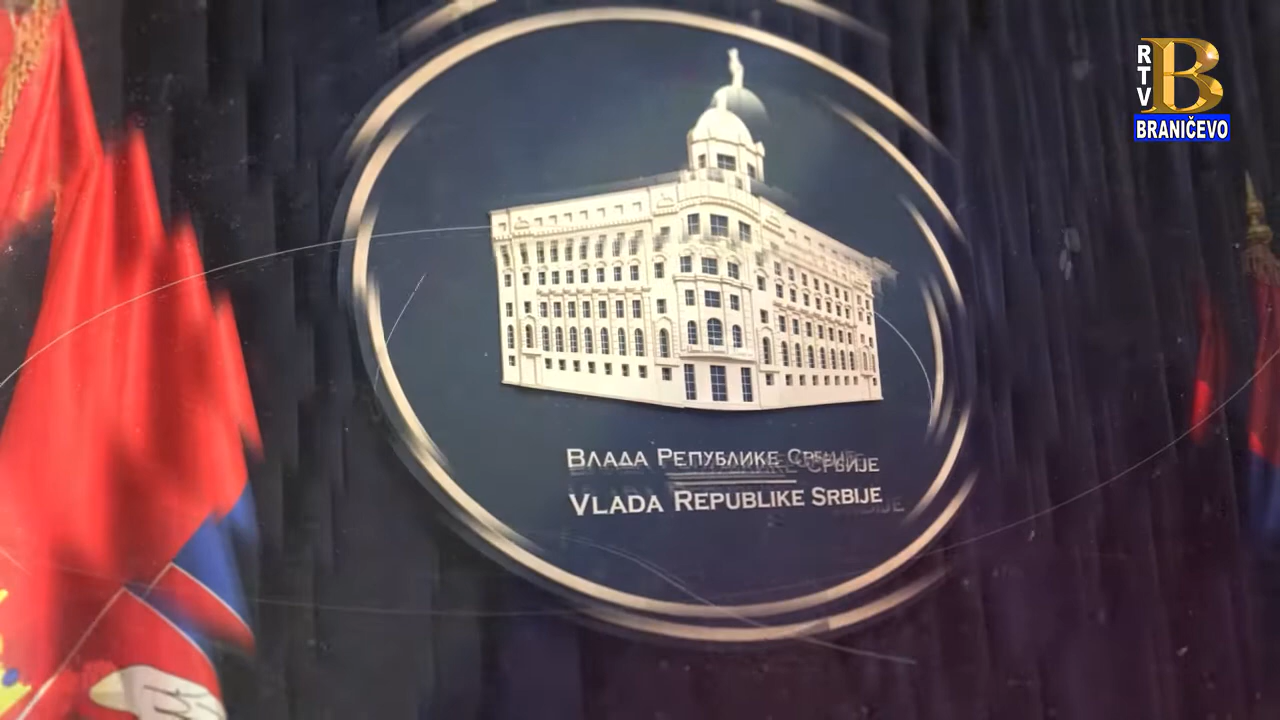 RTV
B
BRANIČEVO
Влада Републике Србије
Vlada Republike Srbije